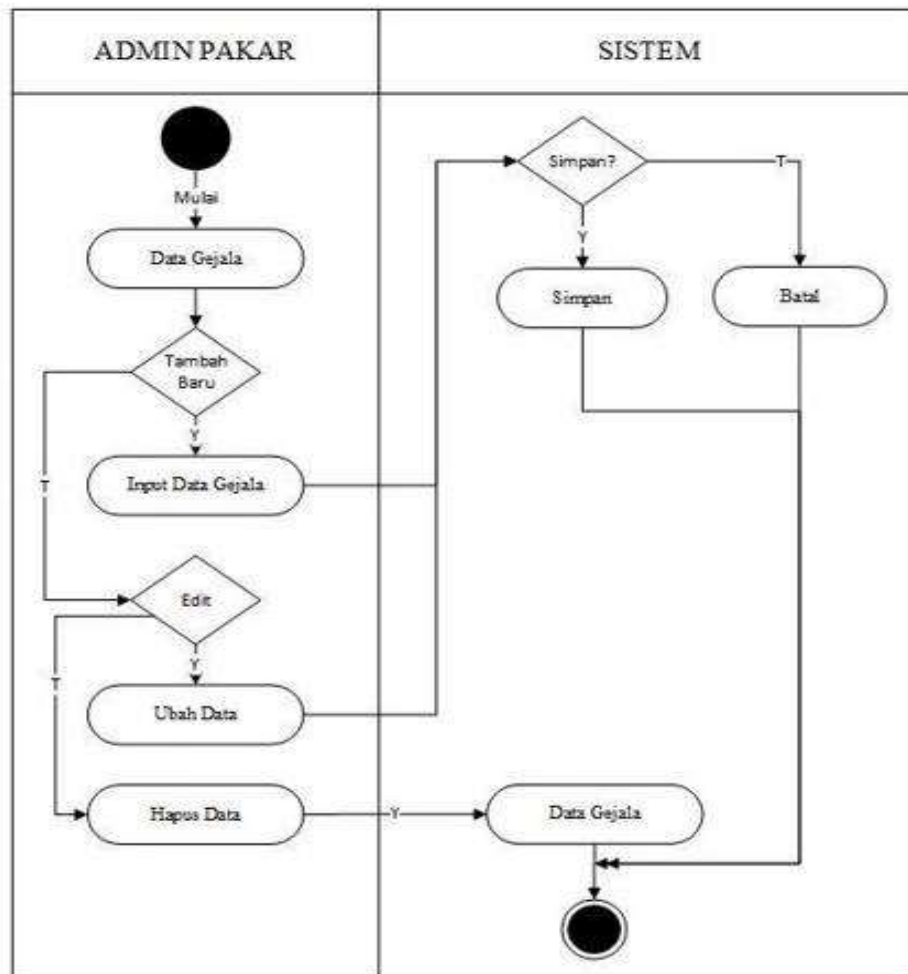 ADMIN PAKAR
SISTEM
Mulai
Data Gejala
Tambah
Baru
Y
Input Data Gejala
T
Edit
Y
T
Ubah Data
Hapus Data
Y
Simpan?
T
Y
Simpan
Batal
Data Gejala